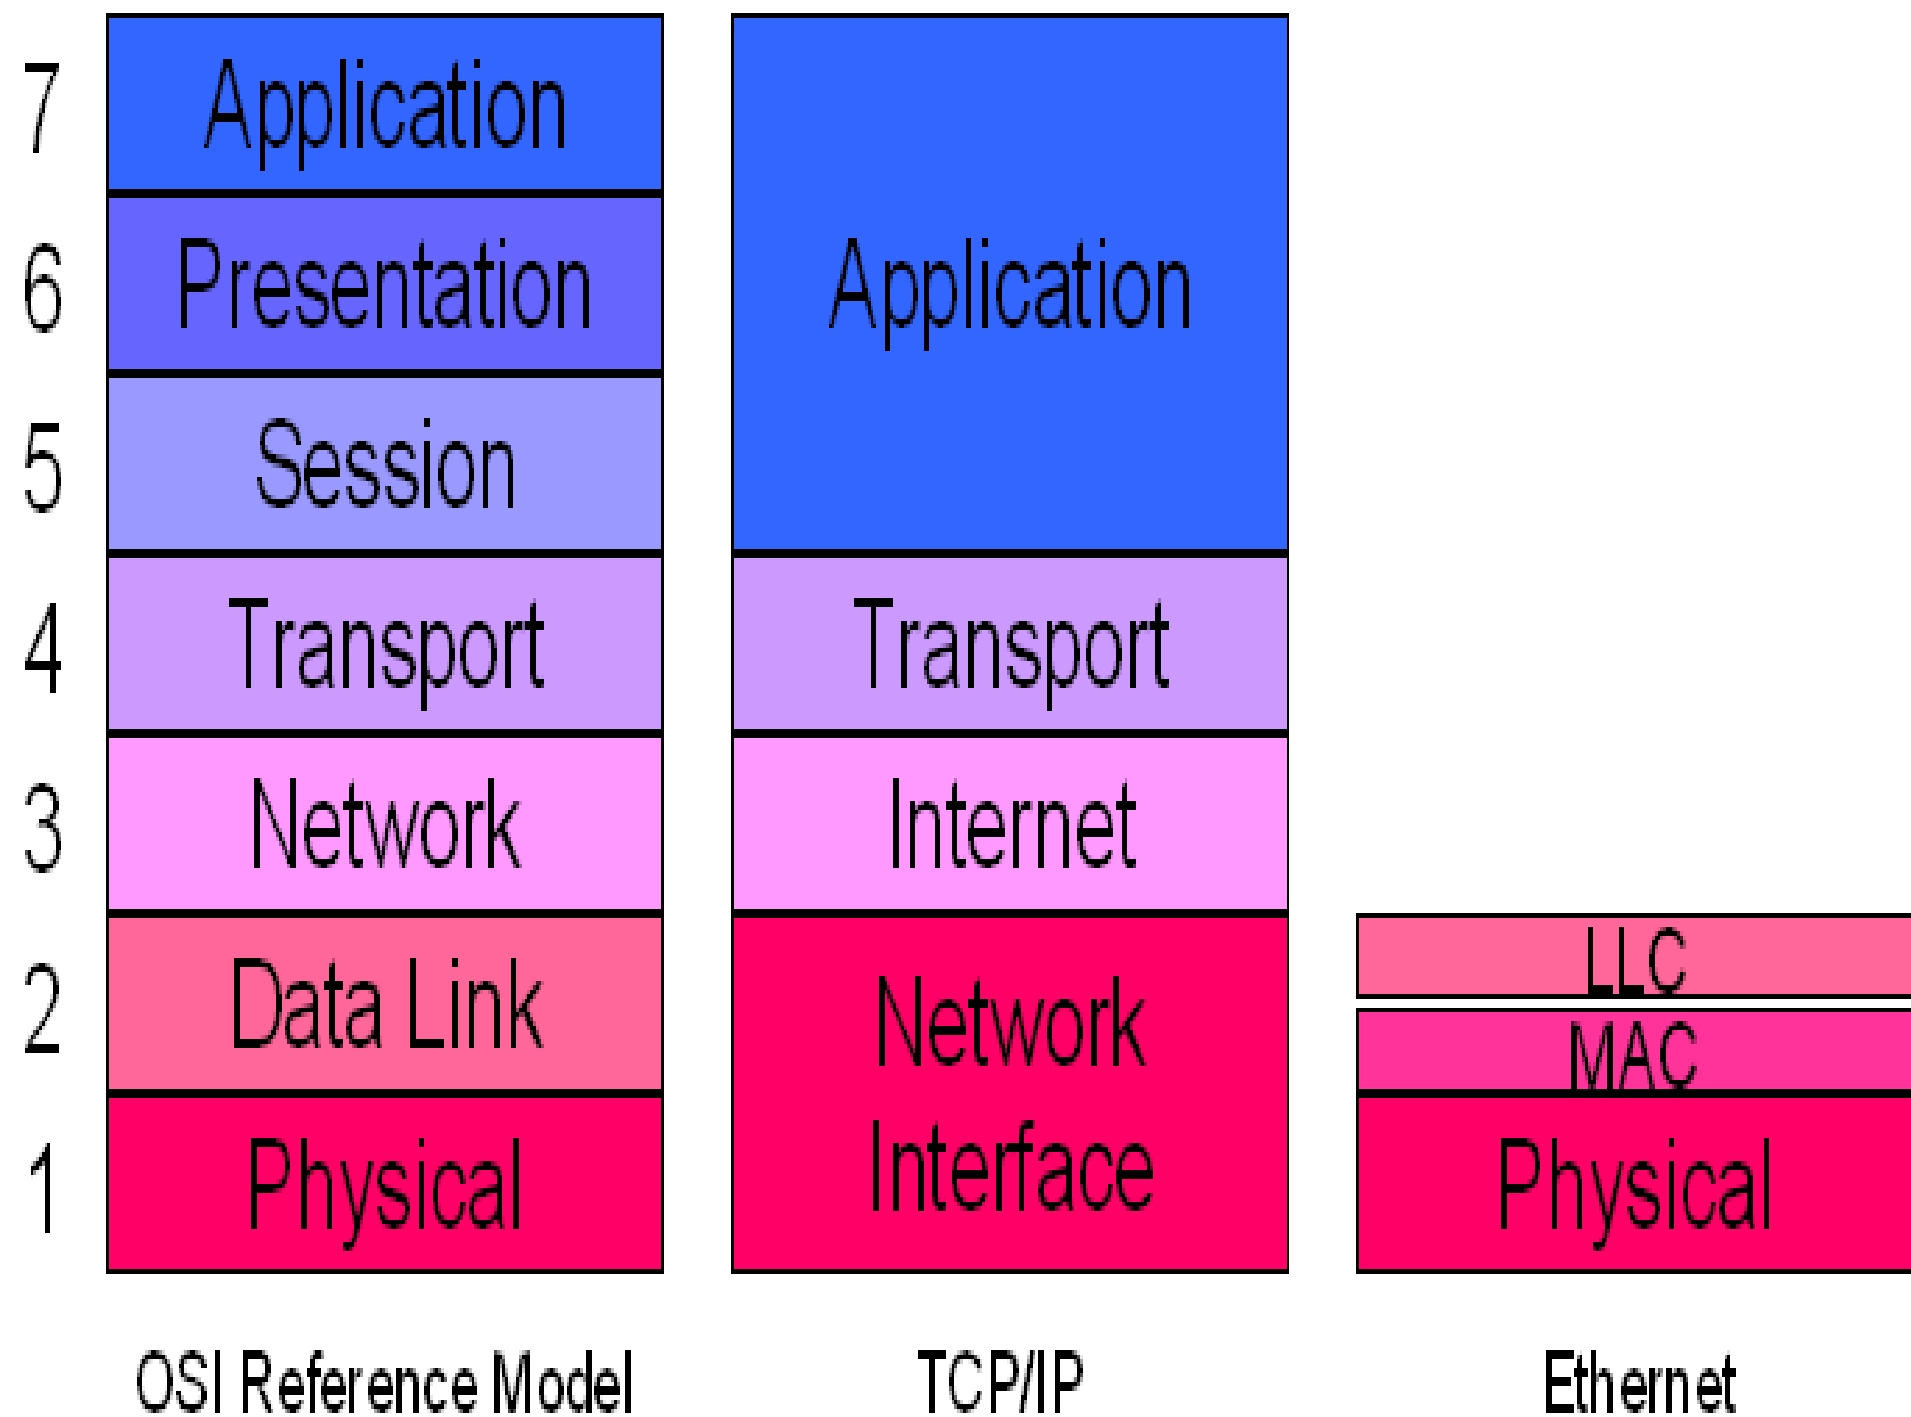 7
Application
6
Presentation
5
Session
4
Transport
3
Network
2
Data Link
1
Physical
OSI Reference Model
Application
Transport
Internet
Network
Interface
TCP/IP
LLC
MAC
Physical
Ethernet